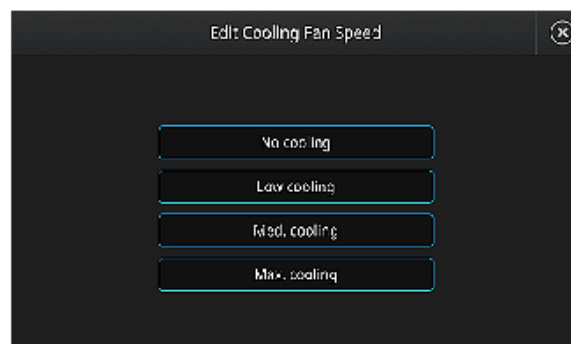 Edit Cooling Fan Speed
No cooling
Low cooling
Med. cooling
Max. cooling